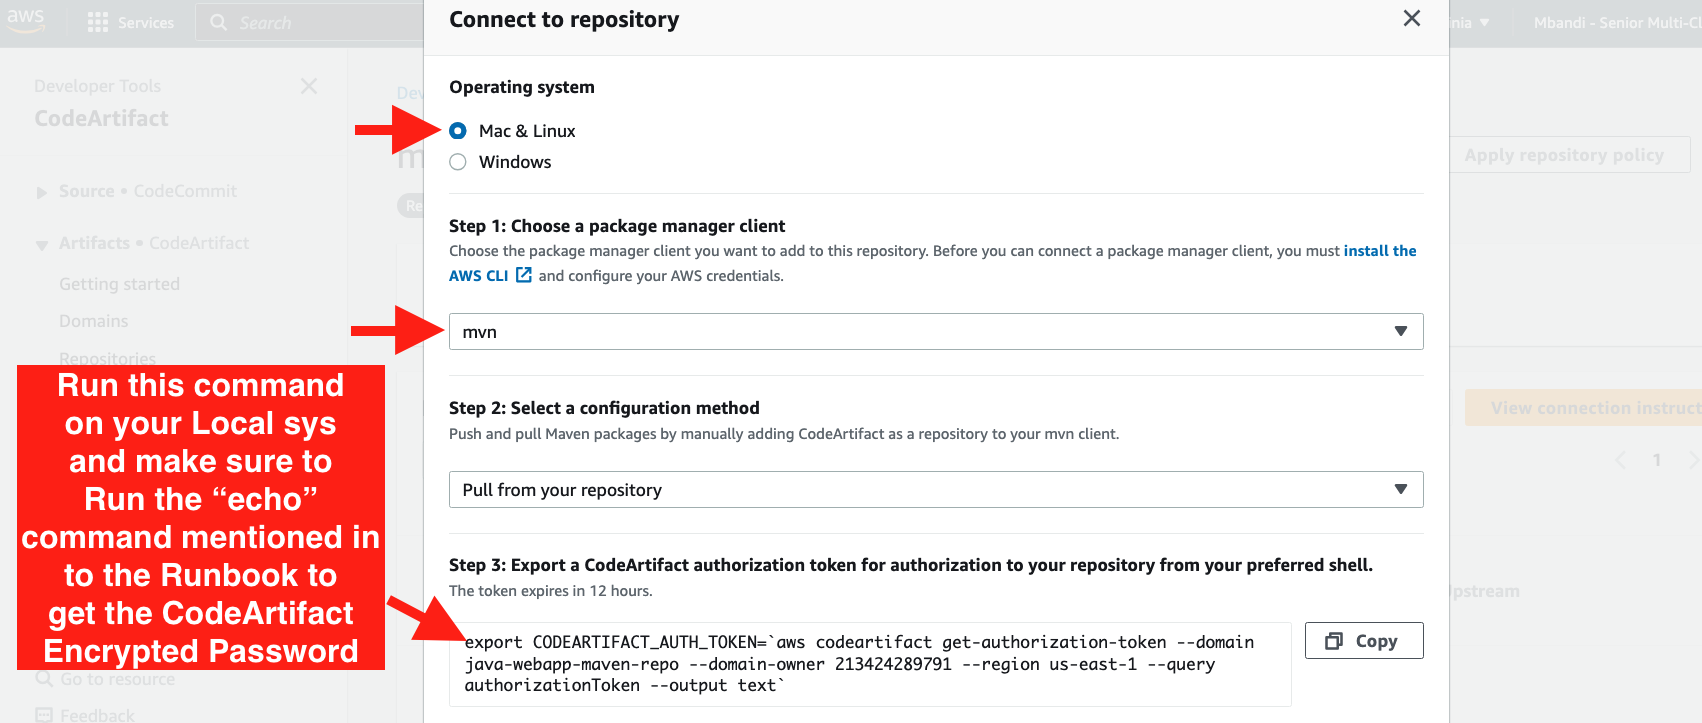 aws
Services
Search
Mbandi - Senior Multi-Cl
Developer Tools
CodeArtifact
Source • CodeCommit
Artifacts • CodeArtifact
Getting started
Domains
Repositories
Go to resource
Feedback
Run this command
on your Local sys
and make sure to
Run the “echo”
command mentioned in
to the Runbook to
get the CodeArtifact
Encrypted Password
Connect to repository
Operating system
Mac & Linux
Windows
Step 1: Choose a package manager client
Choose the package manager client you want to add to this repository. Before you can connect a package manager client, you must install the
AWS CLI and configure your AWS credentials.
mvn
Step 2: Select a configuration method
Push and pull Maven packages by manually adding CodeArtifact as a repository to your mvn client.
Pull from your repository
Step 3: Export a CodeArtifact authorization token for authorization to your repository from your preferred shell.
The token expires in 12 hours.
export CODEARTIFACT_AUTH_TOKEN=`aws codeartifact get-authorization-token --domain
java-webapp-maven-repo --domain-owner 213424289791 --region us-east-1 --query
authorizationToken --output text`
Copy
Apply repository policy
View connection instruct
1
Upstream